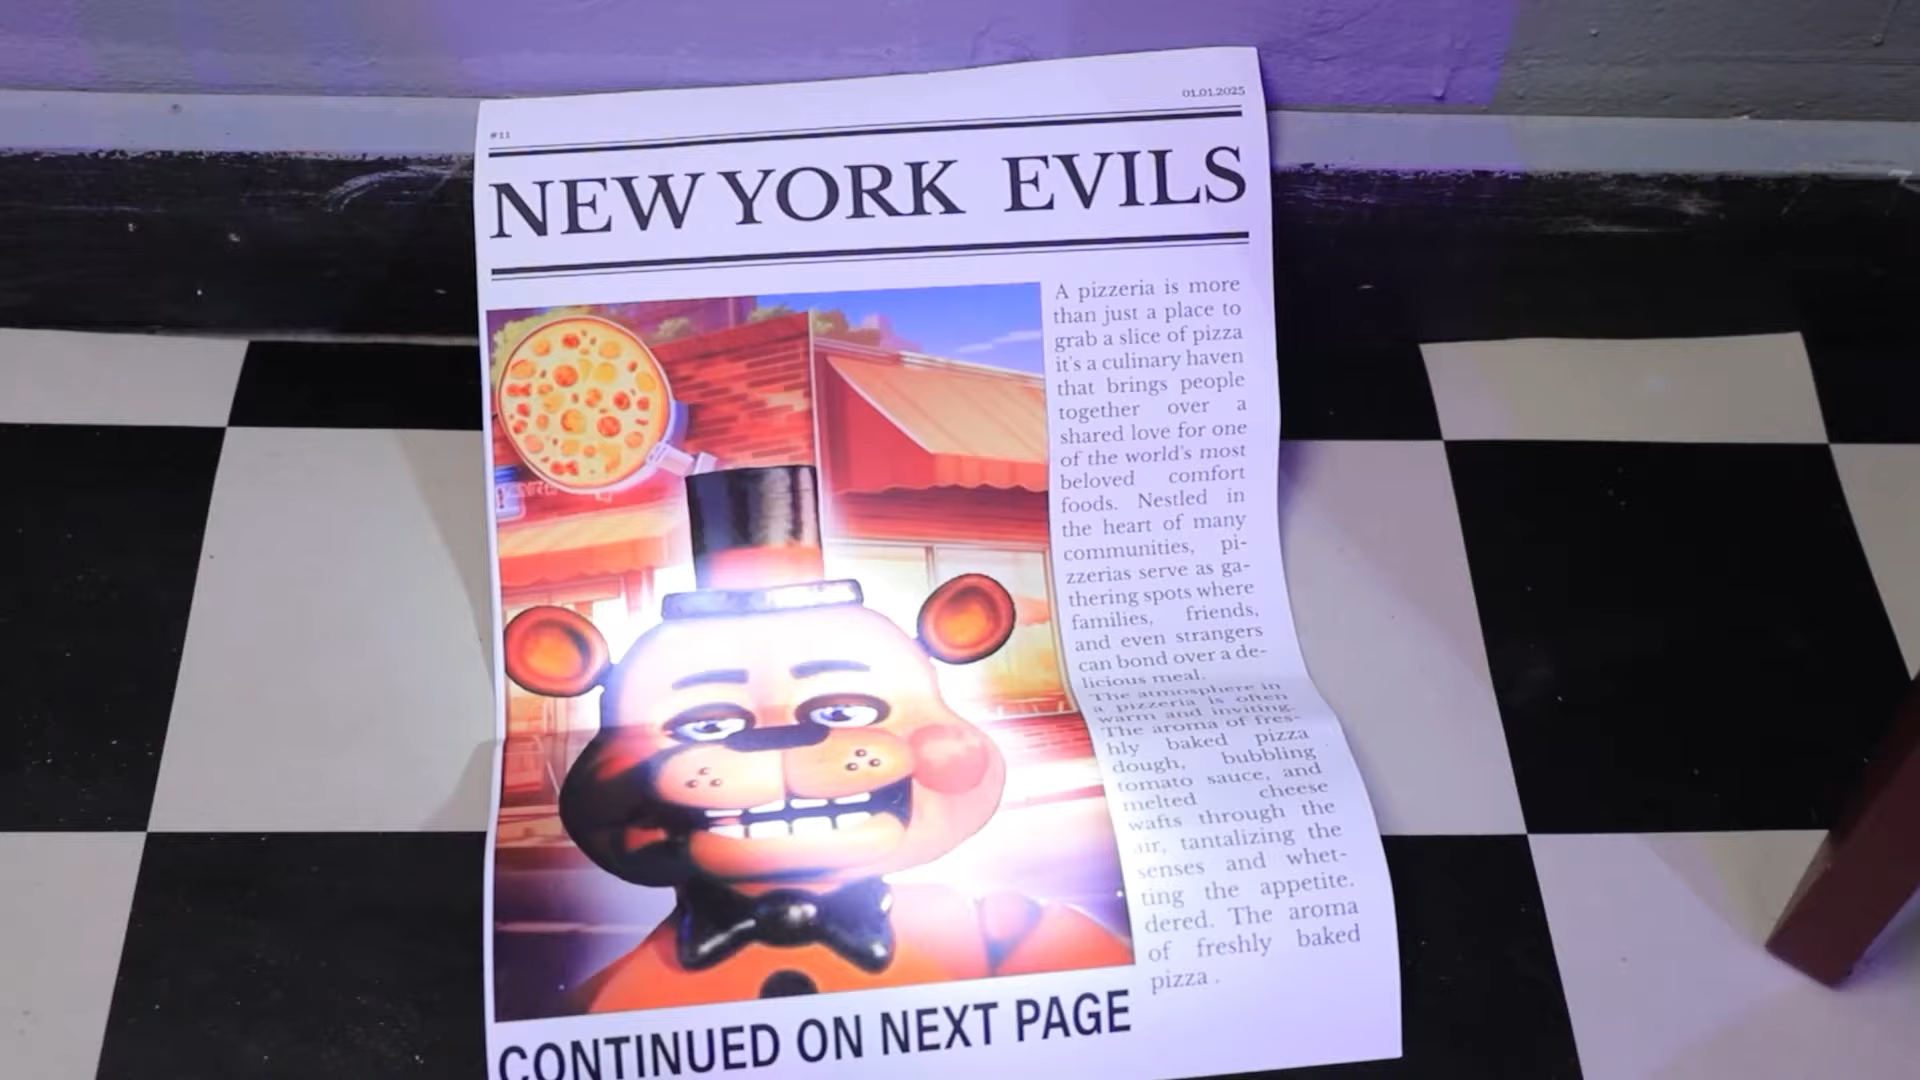 01.01.2025
#11
NEW YORK EVILS
A pizzeria is more
than just a place to
grab a slice of pizza
it's a culinary haven
that brings people
together over a
shared love for one
of the world's most
beloved comfort
foods. Nestled in
the heart of many
communities, pi-
zzerias serve as ga-
thering spots where
families, friends,
and even strangers
can bond over a de-
licious meal.
The atmosphere in
a pizzeria is often
warm and inviting.
The aroma of fres-
hly baked pizza
dough, bubbling
tomato sauce, and
melted cheese
wafts through the
air, tantalizing the
senses and whet-
ting the appetite.
dered. The aroma
of freshly baked
pizza .
CONTINUED ON NEXT PAGE